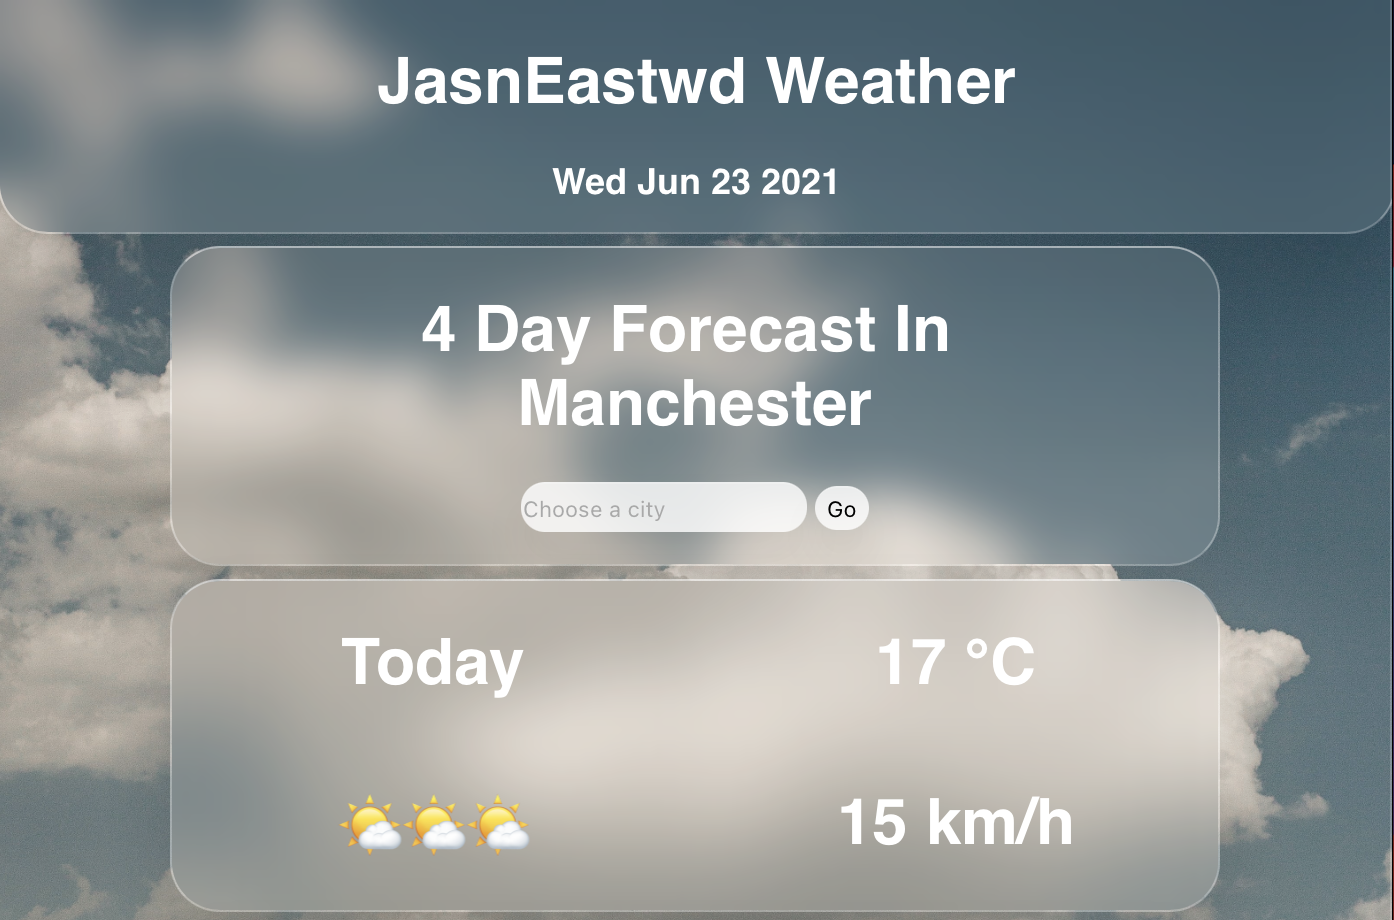 JasnEastwd Weather
Wed Jun 23 2021
4 Day Forecast In
Manchester
Choose a city Go
Today 17 °C
15 km/h